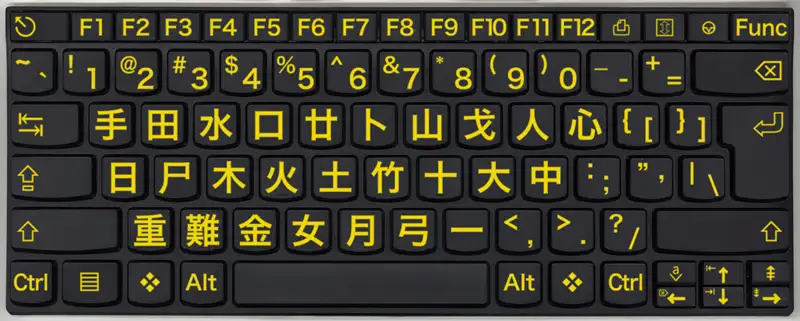 F1 F2 F3 F4 F5 F6 F7 F8 F9 F10 F11 F12 Func
~ ` ! 1 @ 2 # 3 $ 4 % 5 ^ 6 & 7 * 8 ( 9 ) 0 _ - + =
手 田 水 口 廿 卜 山 戈 人 心 { [ } ]
日 尸 木 火 土 竹 十 大 中 : ; " ' | \
重 難 金 女 月 弓 一 < , > . ? /
Ctrl Alt Alt Ctrl a